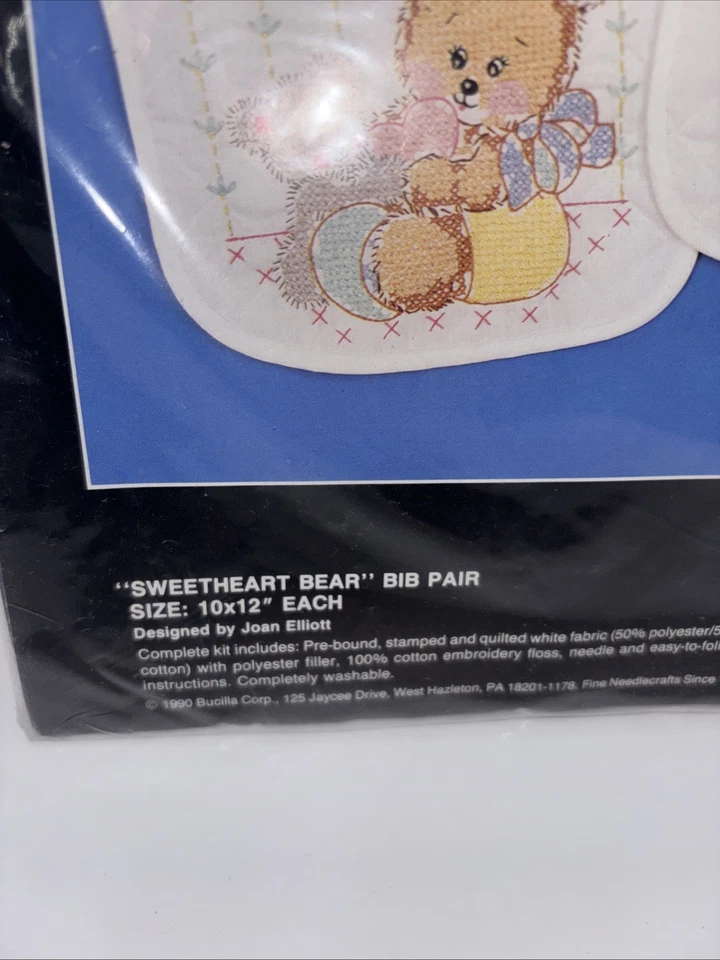 “SWEETHEART BEAR” BIB PAIR
SIZE: 10x12” EACH
Designed by Joan Elliott
Complete kit includes: Pre-bound, stamped and quilted white fabric (50% polyester/5
cotton) with polyester filler, 100% cotton embroidery floss, needle and easy-to-fol
instructions. Completely washable.
© 1990 Bucilla Corp., 125 Jaycee Drive, West Hazleton, PA 18201-1178. Fine Needlecrafts Since